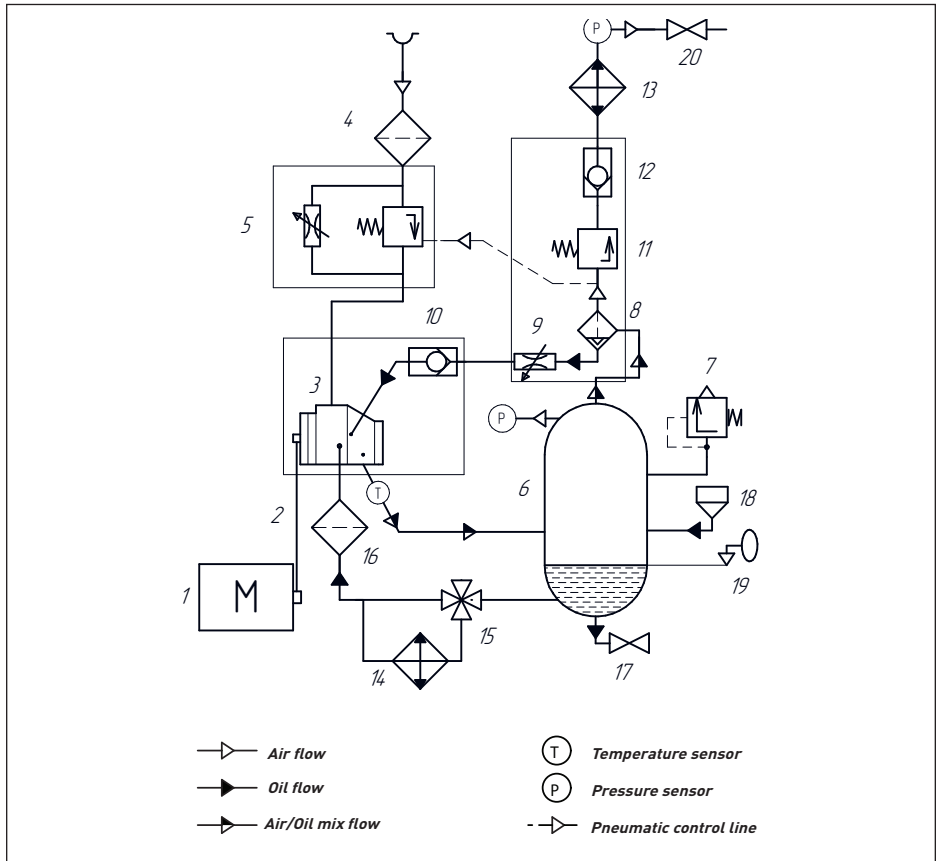 P
20
13
4
12
5
11
8
9
10
7
3
P
6
18
T
2
16
19
1
M
15
14
17
Air flow
T Temperature sensor
Oil flow
P Pressure sensor
Air/Oil mix flow
Pneumatic control line